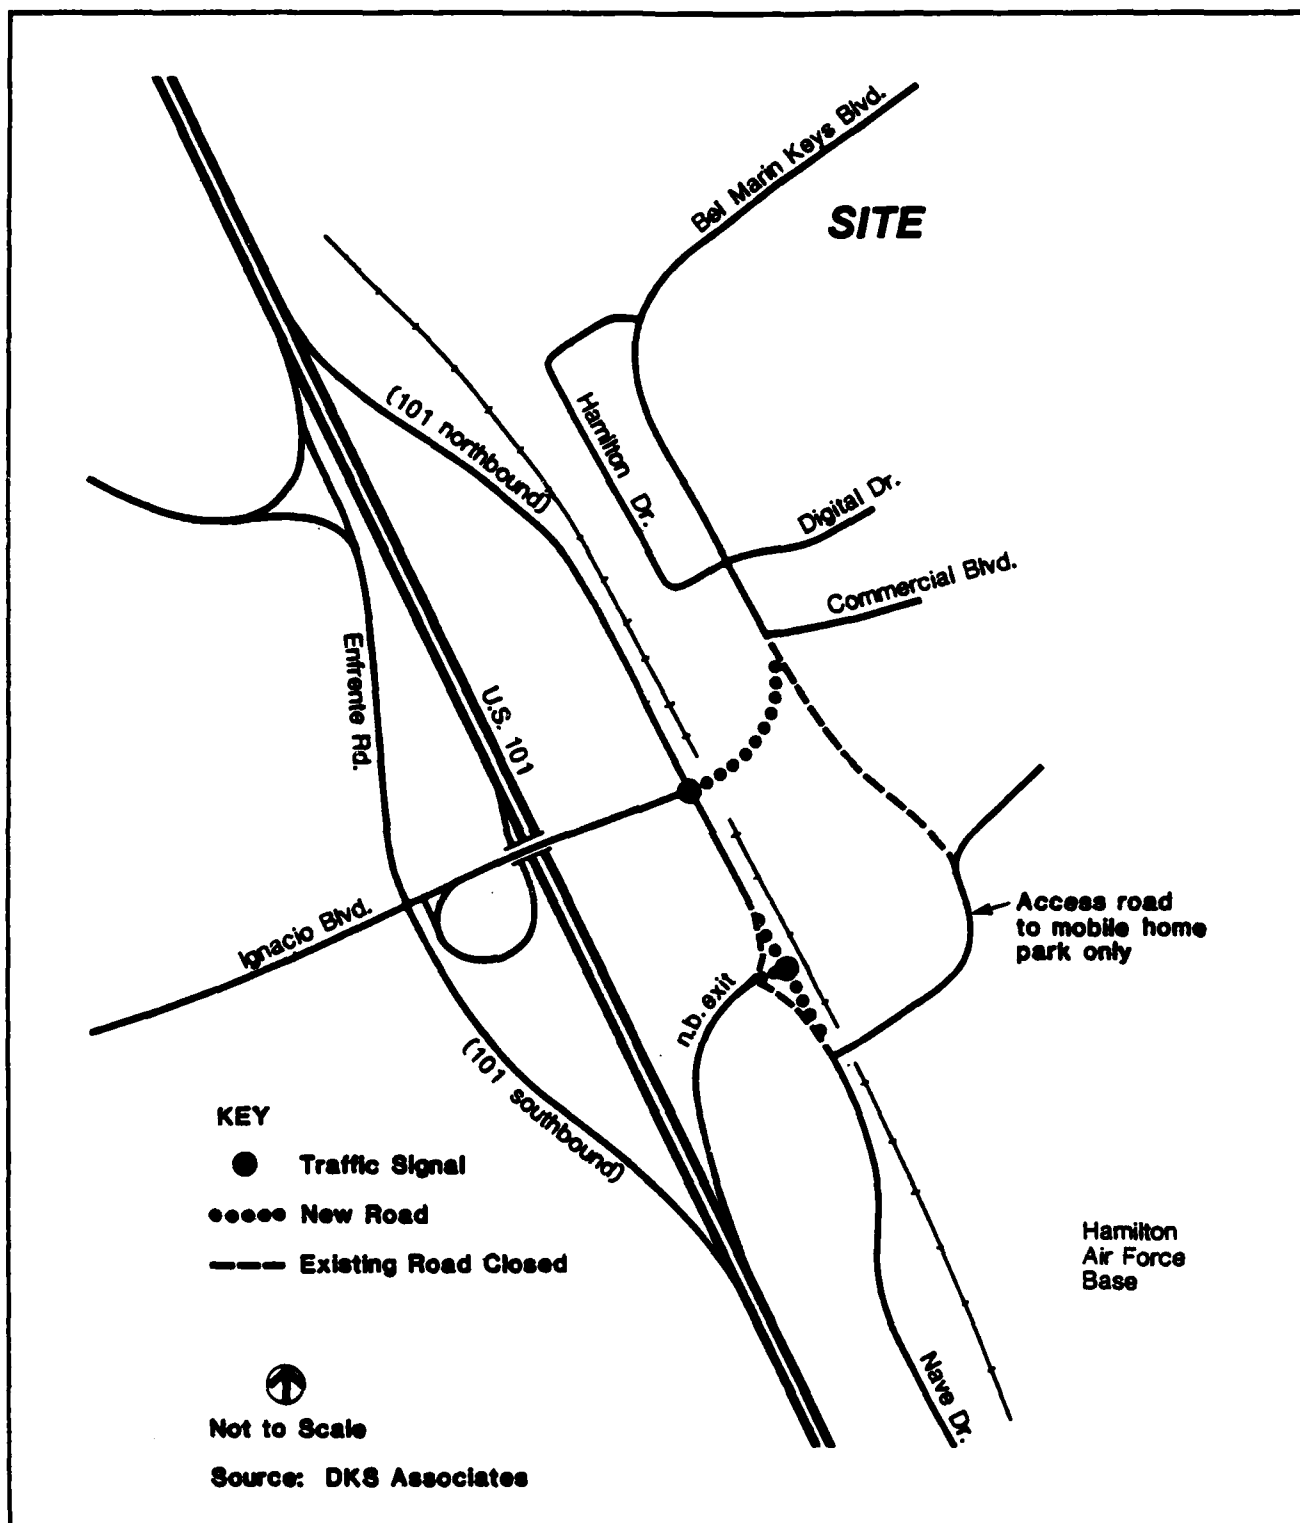 Bel Marin Keys Blvd.
SITE
(101 northbound)
Hamilton Dr.
Digital Dr.
Commercial Blvd.
Enfrente Rd.
U.S. 101
Ignacio Blvd.
Access road
to mobile home
park only
n.b. exit
(101 southbound)
KEY
Traffic Signal
New Road
Existing Road Closed
Hamilton
Air Force
Base
Nave Dr.
Not to Scale
Source: DKS Associates